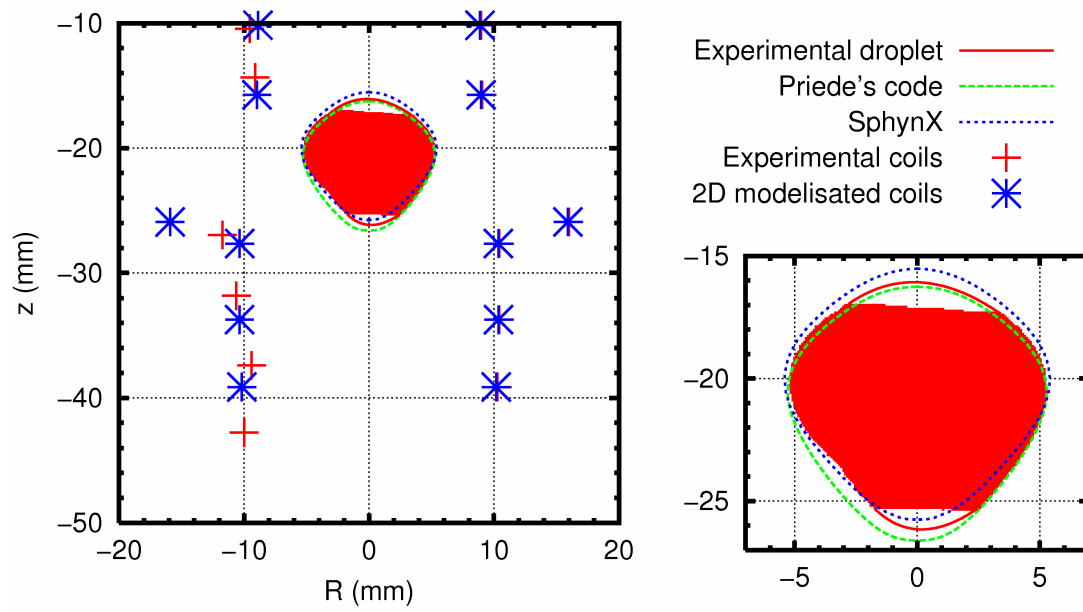 −10
−20
−30
−40
−50
−20
−10
0
10
20
z (mm)
R (mm)
Experimental droplet
Priede's code
SphynX
Experimental coils
2D modelisated coils
−15
−20
−25
−5
0
5